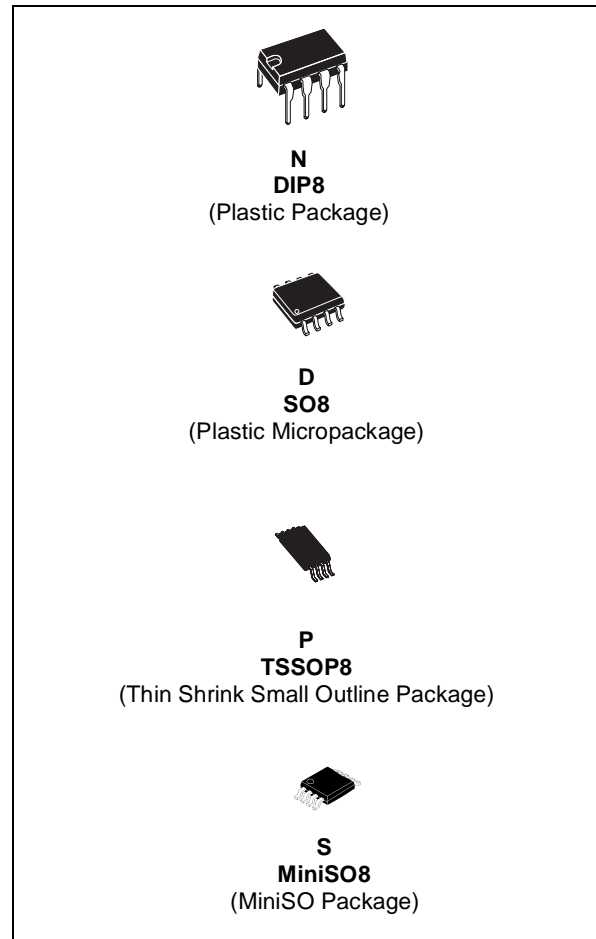 N
DIP8
(Plastic Package)
D
SO8
(Plastic Micropackage)
P
TSSOP8
(Thin Shrink Small Outline Package)
S
MiniSO8
(MiniSO Package)